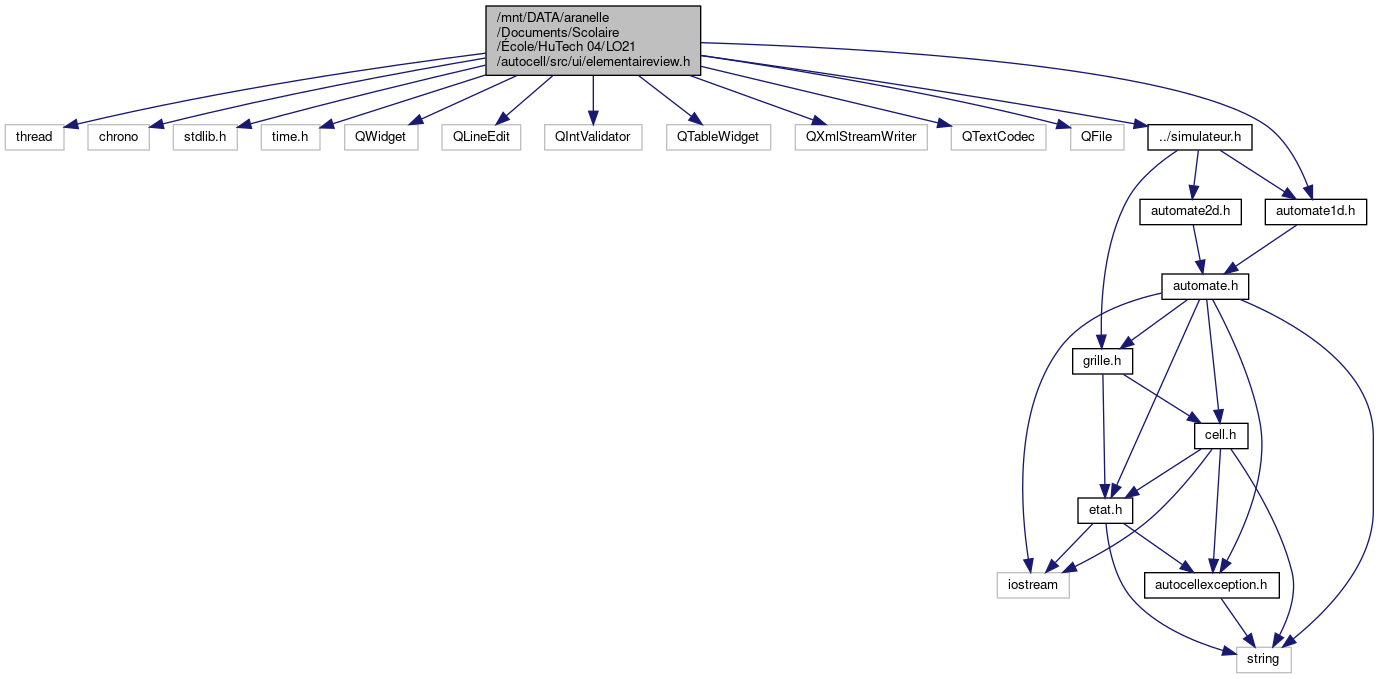 /mnt/DATA/aranelle
/Documents/Scolaire
/École/HuTech 04/LO21
/autocell/src/ui/elementaireview.h
thread
chrono
stdlib.h
time.h
QWidget
QLineEdit
QIntValidator
QTableWidget
QXmlStreamWriter
QTextCodec
QFile
../simulateur.h
automate2d.h
automate1d.h
automate.h
grille.h
cell.h
etat.h
iostream
autocellexception.h
string